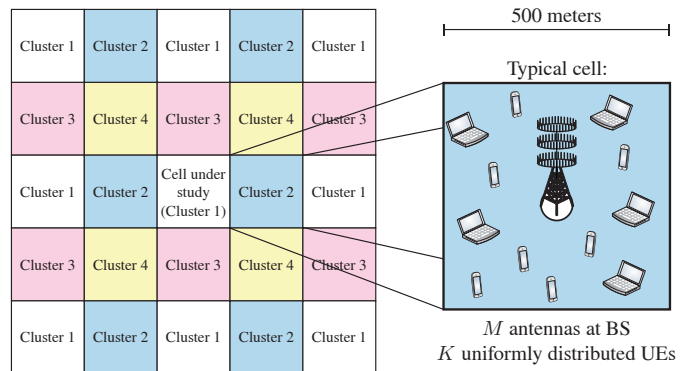 500 meters
Cluster 1 Cluster 2 Cluster 1 Cluster 2 Cluster 1
Typical cell:
Cluster 3 Cluster 4 Cluster 3 Cluster 4 Cluster 3
Cluster 1 Cluster 2 Cell under
study
(Cluster 1) Cluster 2 Cluster 1
Cluster 3 Cluster 4 Cluster 3 Cluster 4 Cluster 3
Cluster 1 Cluster 2 Cluster 1 Cluster 2 Cluster 1
M antennas at BS
K uniformly distributed UEs